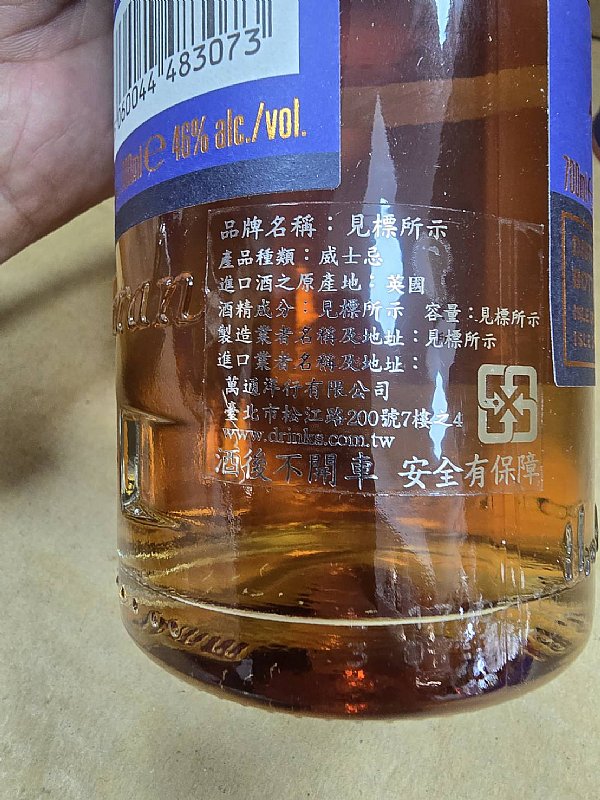 060044 483073
46% alc./vol.
品牌名稱：見標所示
產品種類：威士忌
進口酒之原產地：英國
酒精成分：見標所示 容量：見標所示
製造業者名稱及地址：見標所示
進口業者名稱及地址：
萬通洋行有限公司
臺北市松江路200號7樓之4
www.drinks.com.tw
酒後不開車 安全有保障